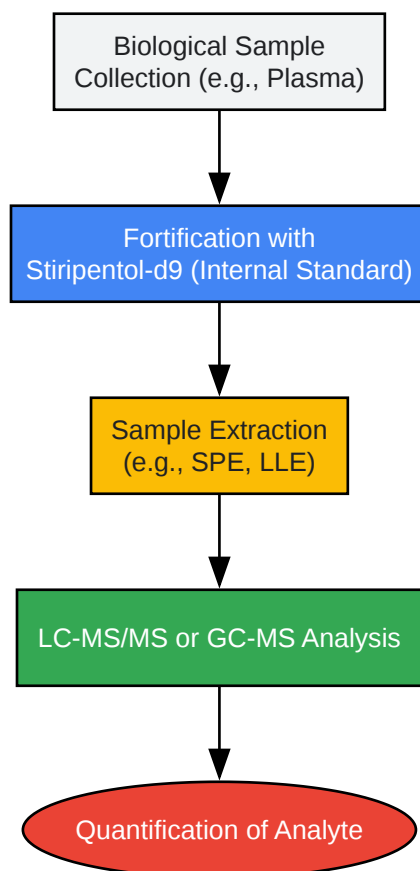 Biological Sample
Collection (e.g., Plasma)
Fortification with
Stiripentol-d9 (Internal Standard)
Sample Extraction
(e.g., SPE, LLE)
LC-MS/MS or GC-MS Analysis
Quantification of Analyte